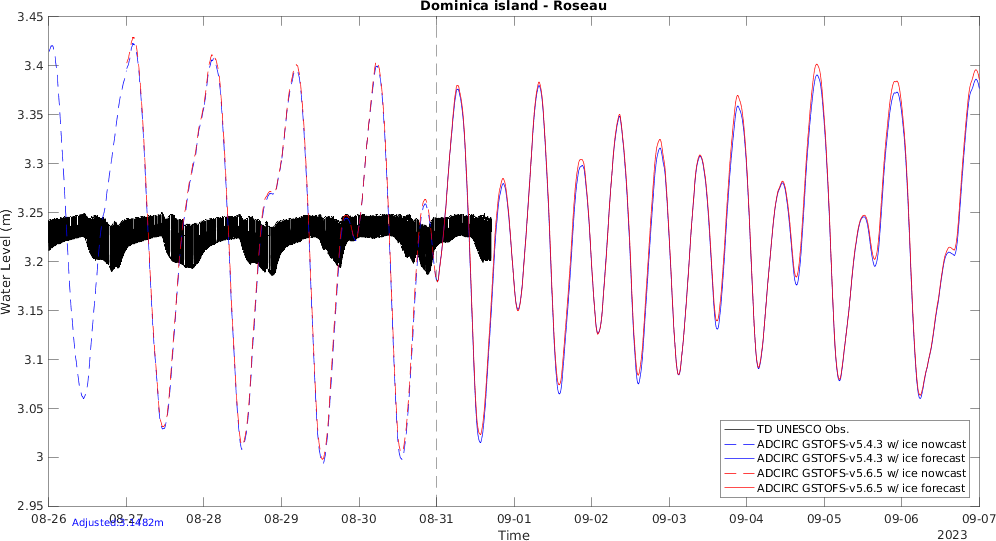 Dominica island - Roseau
3.45
3.4
3.35
3.3
3.25
3.2
3.15
3.1
3.05
3
2.95
Water Level (m)
TD UNESCO Obs.
ADCIRC GSTOFS-v5.4.3 w/ ice nowcast
ADCIRC GSTOFS-v5.4.3 w/ ice forecast
ADCIRC GSTOFS-v5.6.5 w/ ice nowcast
ADCIRC GSTOFS-v5.6.5 w/ ice forecast
08-26 08-27 08-28 08-29 08-30 08-31 09-01 09-02 09-03 09-04 09-05 09-06 09-07
Adjusted:3.1482m
Time
2023